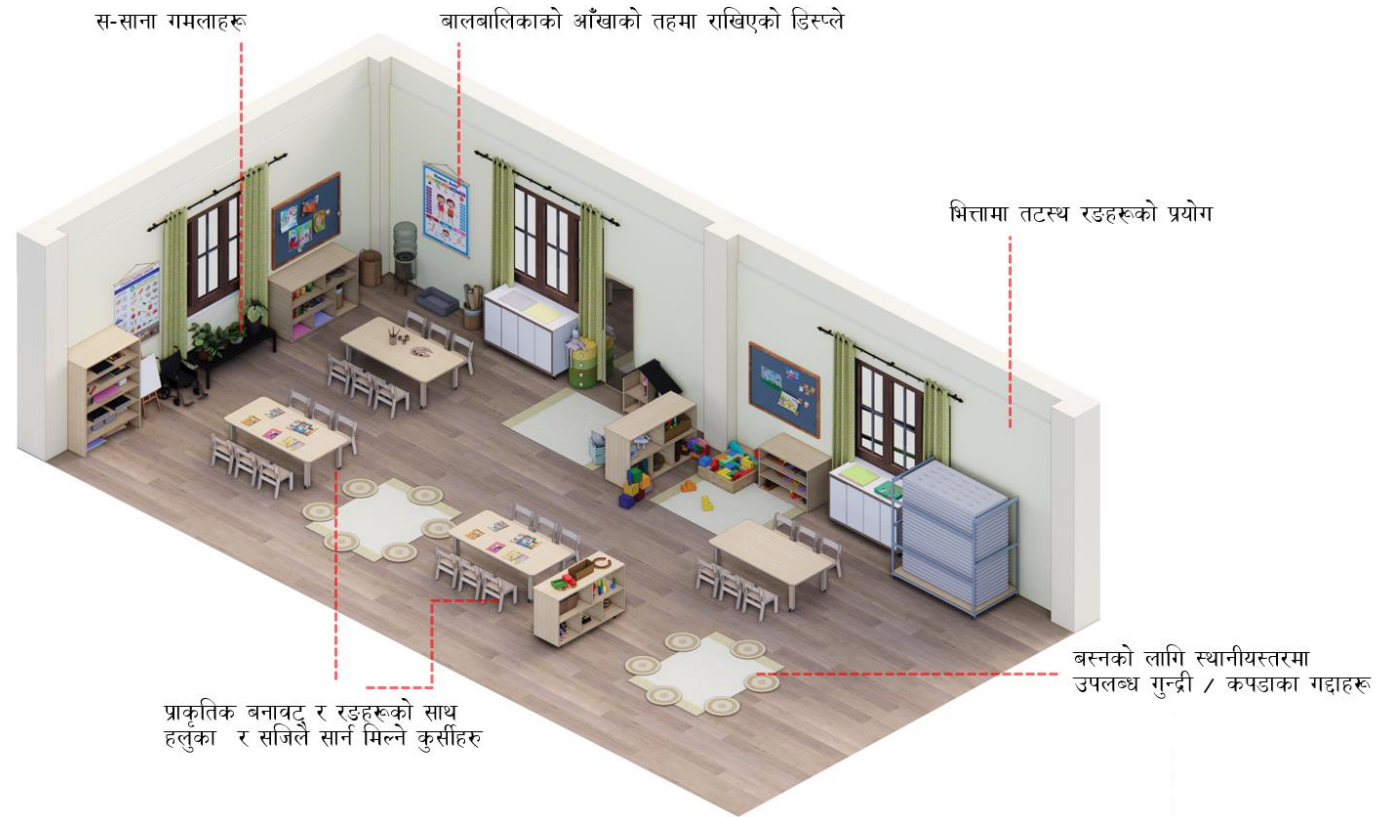 स-साना गमलाहरू
बालबालिकाको आँखाको तहमा राखिएको डिस्प्ले
भित्तामा तटस्थ रङहरूको प्रयोग
बस्नको लागि स्थानीयस्तरमा
उपलब्ध गुन्द्री / कपडाका गद्दाहरू
प्राकृतिक बनावट र रङहरूको साथ
हलुका र सजिलै सार्न मिल्ने कुर्सीहरु